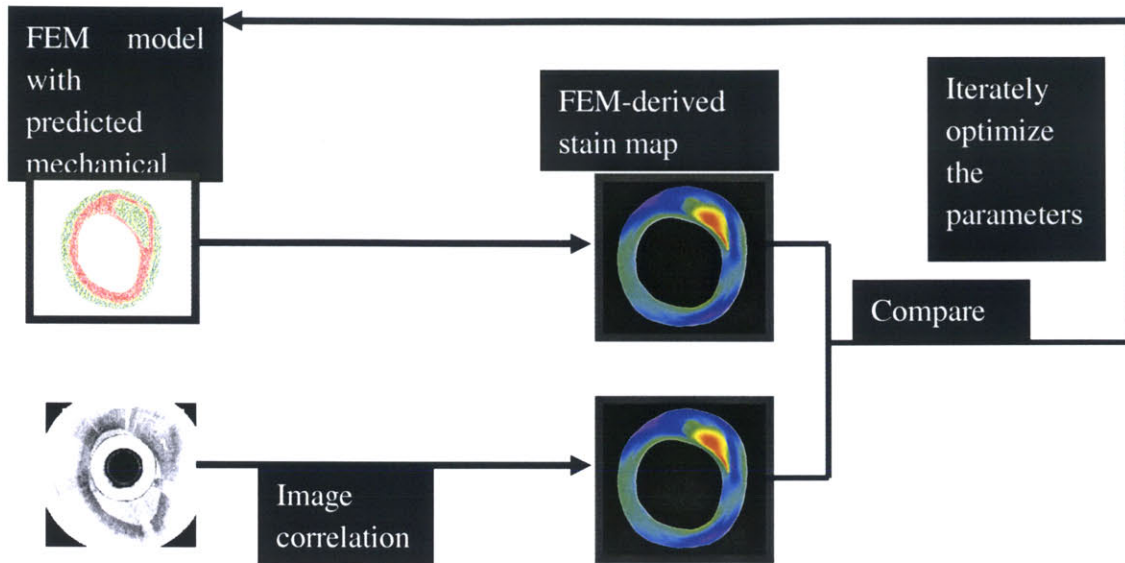 FEM model
with
predicted
mechanical
FEM-derived
stain map
Iterately
optimize
the
parameters
Compare
Image
correlation